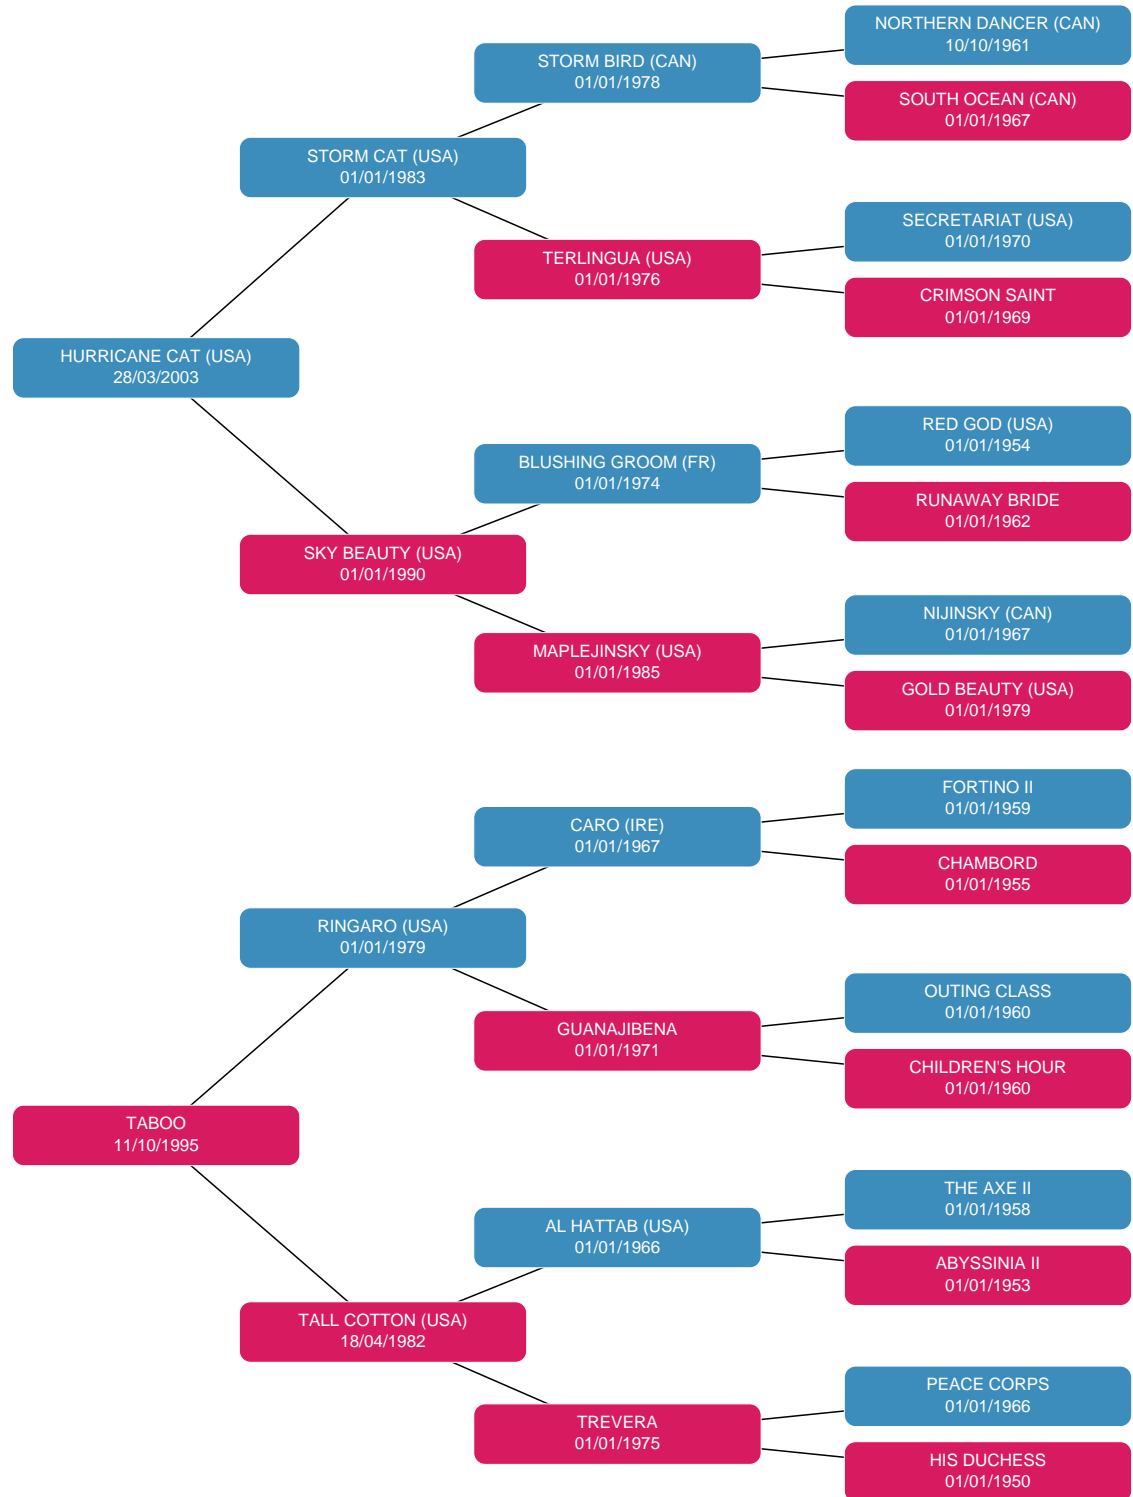 NORTHERN DANCER (CAN)
10/10/1961
STORM BIRD (CAN)
01/01/1978
SOUTH OCEAN (CAN)
01/01/1967
STORM CAT (USA)
01/01/1983
SECRETARIAT (USA)
01/01/1970
TERLINGUA (USA)
01/01/1976
CRIMSON SAINT
01/01/1969
HURRICANE CAT (USA)
28/03/2003
RED GOD (USA)
01/01/1954
BLUSHING GROOM (FR)
01/01/1974
RUNAWAY BRIDE
01/01/1962
SKY BEAUTY (USA)
01/01/1990
NIJINSKY (CAN)
01/01/1967
MAPLEJINSKY (USA)
01/01/1985
GOLD BEAUTY (USA)
01/01/1979
FORTINO II
01/01/1959
CARO (IRE)
01/01/1967
CHAMBORD
01/01/1955
RINGARO (USA)
01/01/1979
OUTING CLASS
01/01/1960
GUANAJIBENA
01/01/1971
CHILDREN'S HOUR
01/01/1960
TABOO
11/10/1995
THE AXE II
01/01/1958
AL HATTAB (USA)
01/01/1966
ABYSSINIA II
01/01/1953
TALL COTTON (USA)
18/04/1982
PEACE CORPS
01/01/1966
TREVERA
01/01/1975
HIS DUCHESS
01/01/1950